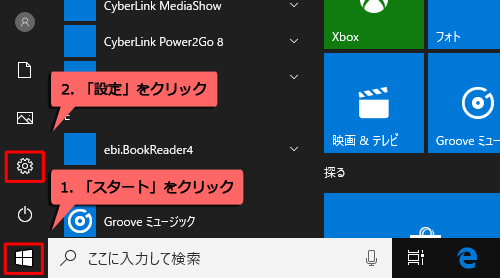 CyberLink MediaShow
CyberLink Power2Go 8
2. 「設定」をクリック
E
ebi.BookReader4
1. 「スタート」をクリック
Groove ミュージック
ここに入力して検索
Xbox
フォト
映画 & テレビ
Groove ミュー
探る